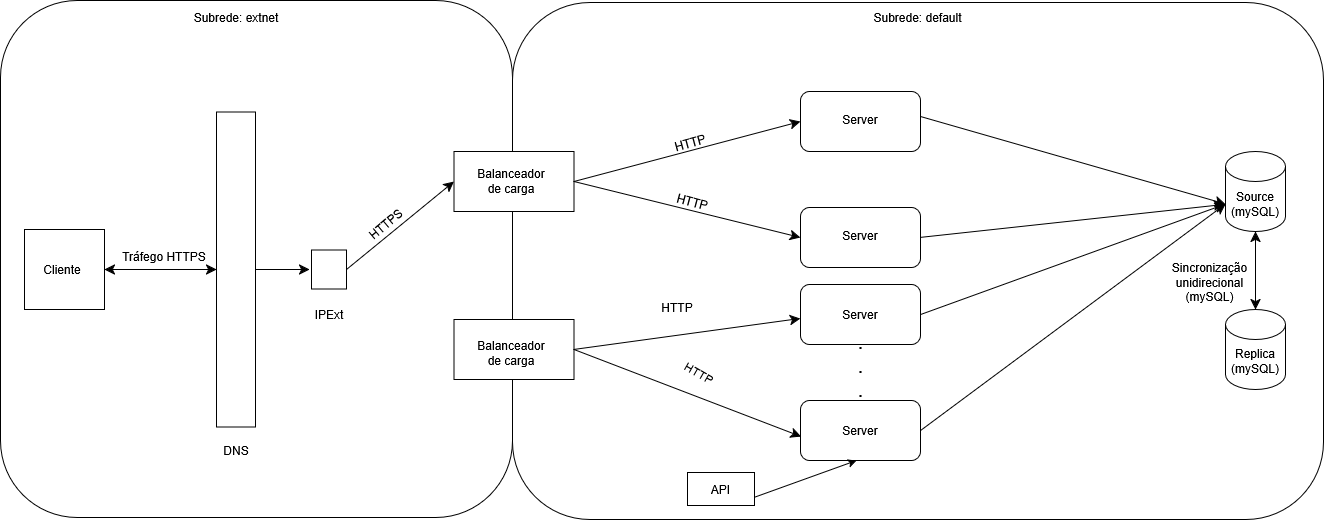 Subrede: extnet
Subrede: default
Cliente
Tráfego HTTPS
DNS
IPExt
HTTPS
Balanceador
de carga
Balanceador
de carga
HTTP
HTTP
HTTP
HTTP
Server
Server
Server
.
.
.
Server
API
Source
(mySQL)
Sincronização
unidirecional
(mySQL)
Replica
(mySQL)